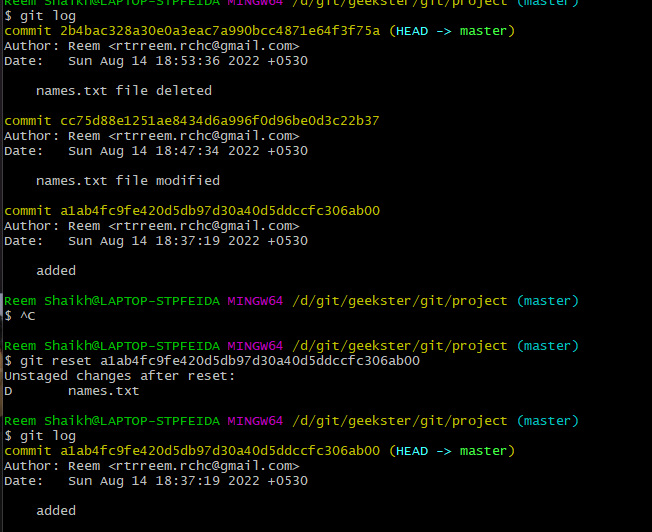 Reem Shaikh@LAPTOP-STPFEIDA MINGW64 /d/git/geekster/git/project (master)
$ git log
commit 2b4bac328a30e0a3eac7a990bcc4871e64f3f75a (HEAD -> master)
Author: Reem <rtrreem.rchc@gmail.com>
Date:   Sun Aug 14 18:53:36 2022 +0530
    names.txt file deleted
commit cc75d88e1251ae8434d6a996f0d96be0d3c22b37
Author: Reem <rtrreem.rchc@gmail.com>
Date:   Sun Aug 14 18:47:34 2022 +0530
    names.txt file modified
commit a1ab4fc9fe420d5db97d30a40d5ddccfc306ab00
Author: Reem <rtrreem.rchc@gmail.com>
Date:   Sun Aug 14 18:37:19 2022 +0530
    added
Reem Shaikh@LAPTOP-STPFEIDA MINGW64 /d/git/geekster/git/project (master)
$ ^C
Reem Shaikh@LAPTOP-STPFEIDA MINGW64 /d/git/geekster/git/project (master)
$ git reset a1ab4fc9fe420d5db97d30a40d5ddccfc306ab00
Unstaged changes after reset:
D       names.txt
Reem Shaikh@LAPTOP-STPFEIDA MINGW64 /d/git/geekster/git/project (master)
$ git log
commit a1ab4fc9fe420d5db97d30a40d5ddccfc306ab00 (HEAD -> master)
Author: Reem <rtrreem.rchc@gmail.com>
Date:   Sun Aug 14 18:37:19 2022 +0530
    added